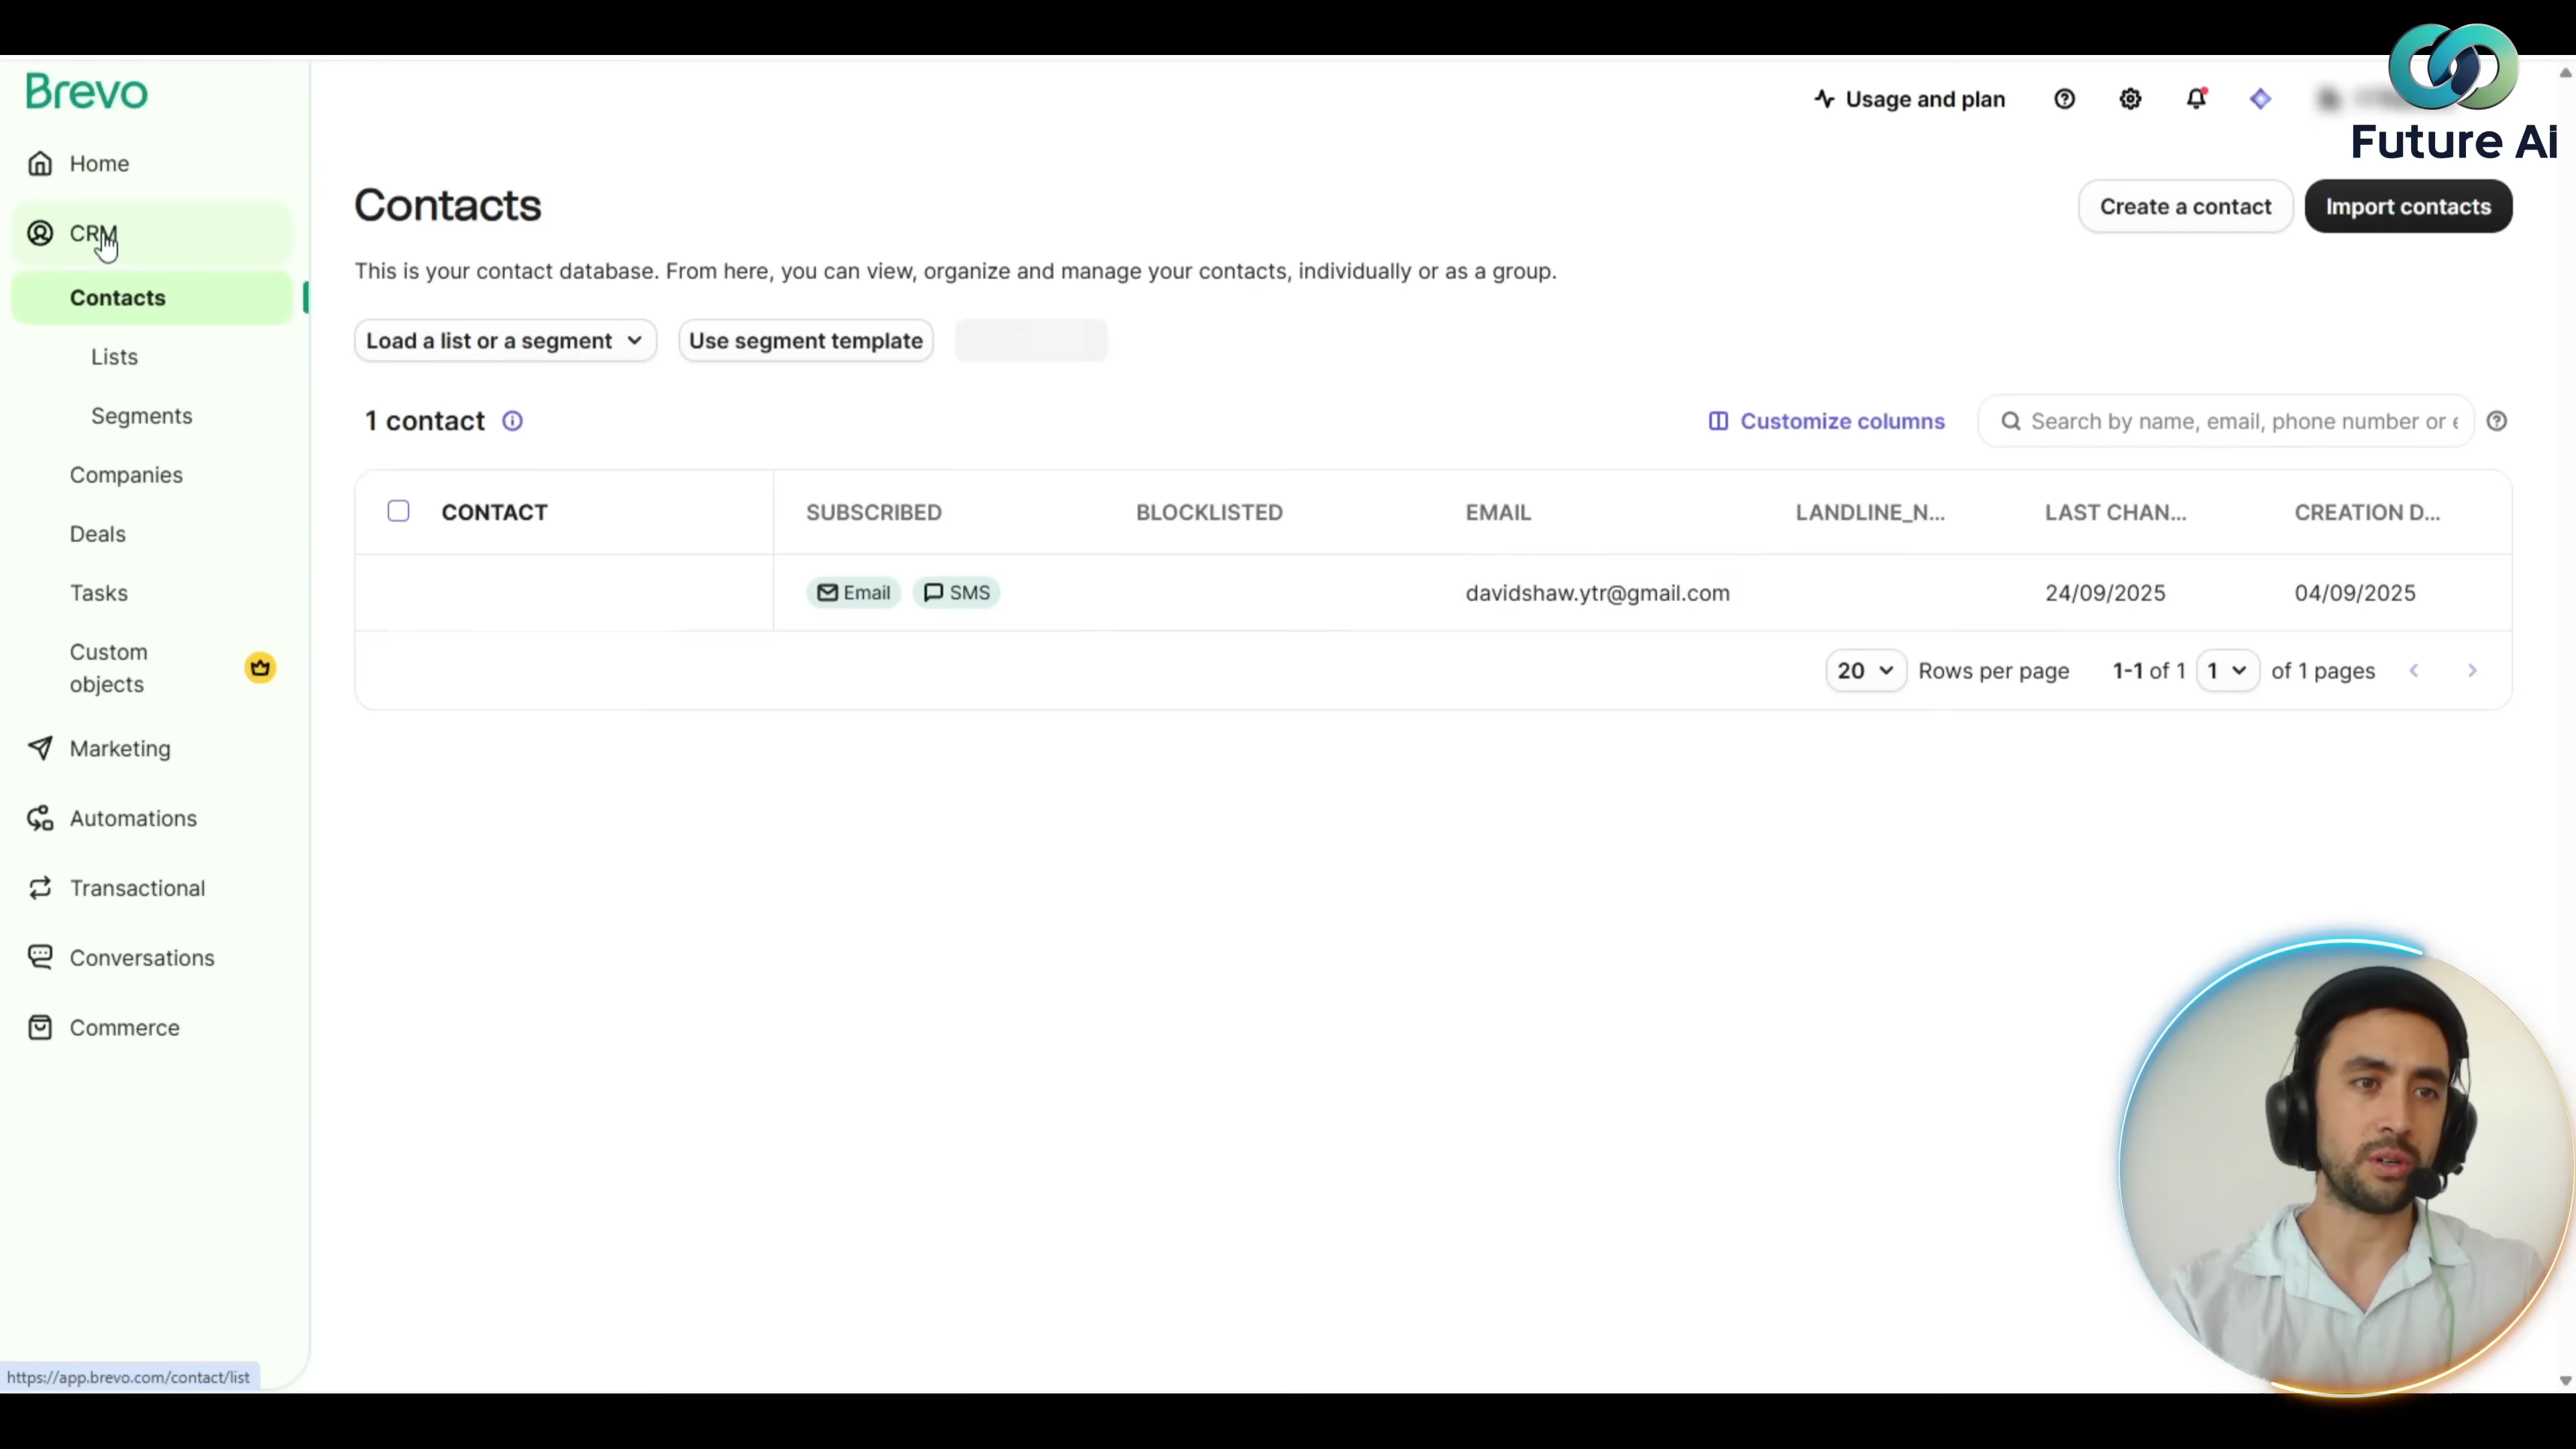 Brevo
Usage and plan
Future Ai
Home
CRM
Contacts
Lists
Segments
Companies
Deals
Tasks
Custom
objects
Marketing
Automations
Transactional
Conversations
Commerce
Contacts
Create a contact
Import contacts
This is your contact database. From here, you can view, organize and manage your contacts, individually or as a group.
Load a list or a segment
Use segment template
1 contact
Customize columns
Search by name, email, phone number or e
CONTACT SUBSCRIBED BLOCKLISTED EMAIL LANDLINE_N... LAST CHAN... CREATION D...
Email SMS davidshaw.ytr@gmail.com 24/09/2025 04/09/2025
20 Rows per page 1-1 of 1 1 of 1 pages
https://app.brevo.com/contact/list